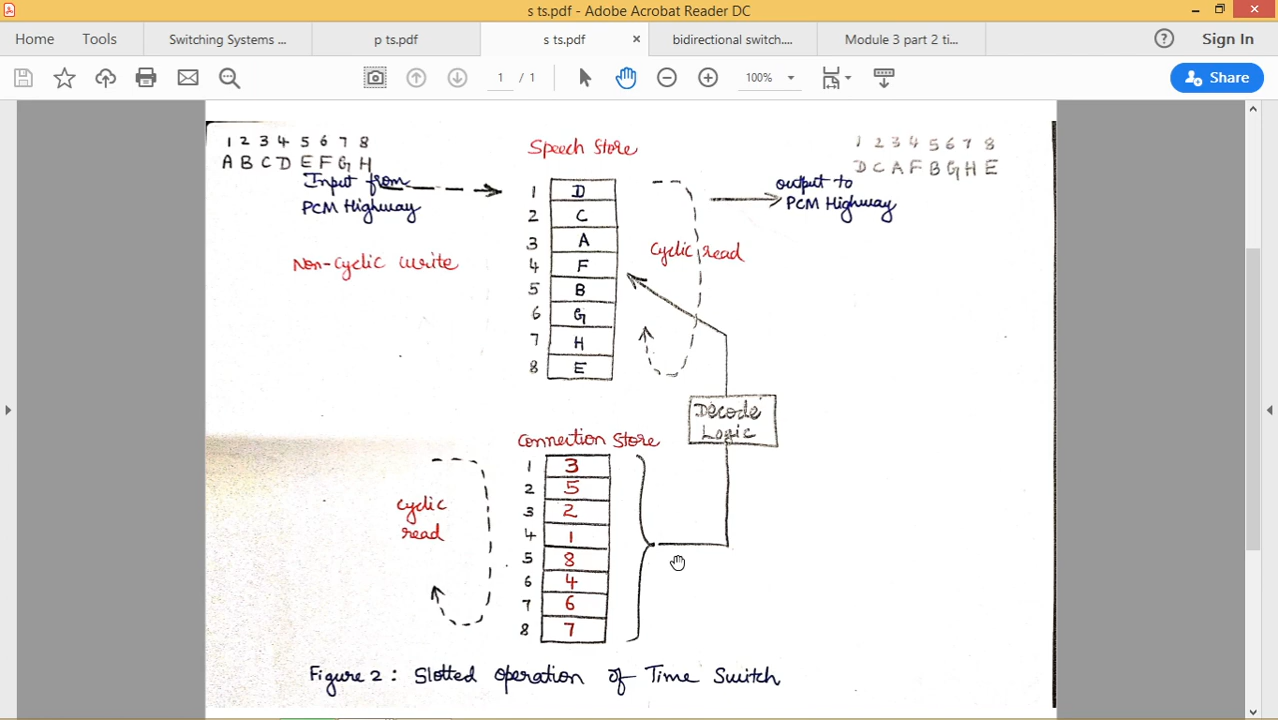 s ts.pdf - Adobe Acrobat Reader DC
Home Tools Switching Systems ... p ts.pdf s ts.pdf × bidirectional switch.... Module 3 part 2 ti... Sign In
1 / 1 100% Share
1 2 3 4 5 6 7 8
A B C D E F G H
Input from
PCM Highway
Non-cyclic write
Speech Store
1 D
2 C
3 A
4 F
5 B
6 G
7 H
8 E
cyclic read
1 2 3 4 5 6 7 8
D C A F B G H E
output to
PCM Highway
Decode
Logic
Connection Store
1 3
2 5
3 2
4 1
5 8
6 4
7 6
8 7
cyclic
read
Figure 2 : Slotted operation of Time Switch